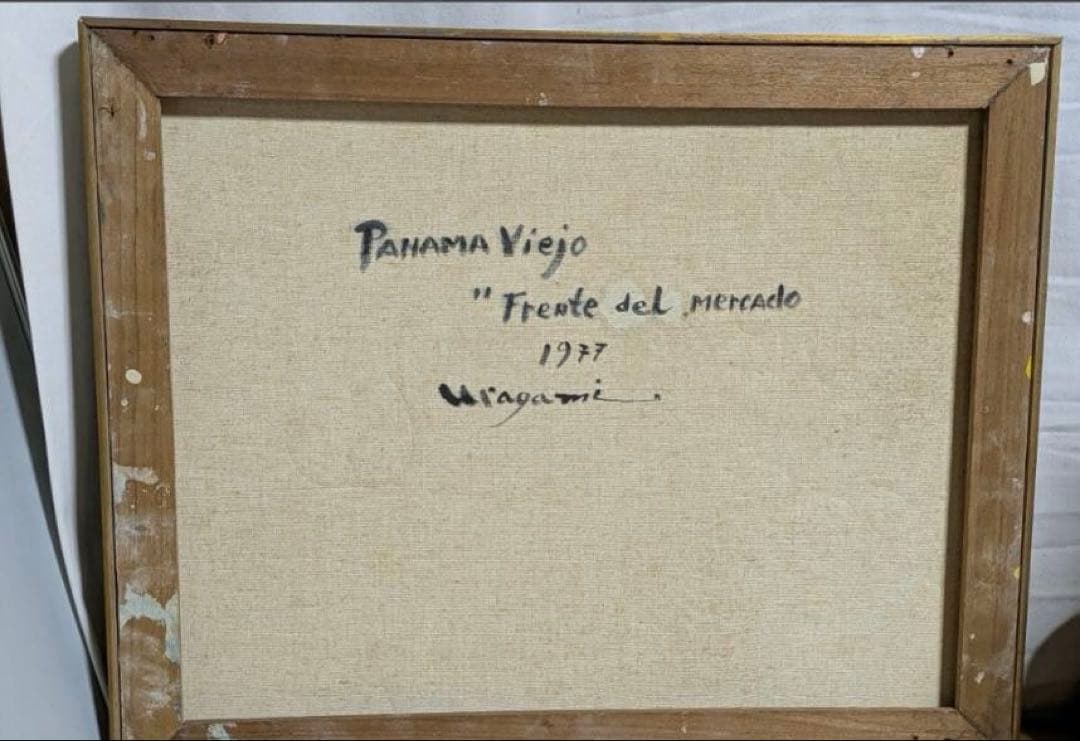 PANAMA Viejo
" Frente del mercado
1977
Uragami.